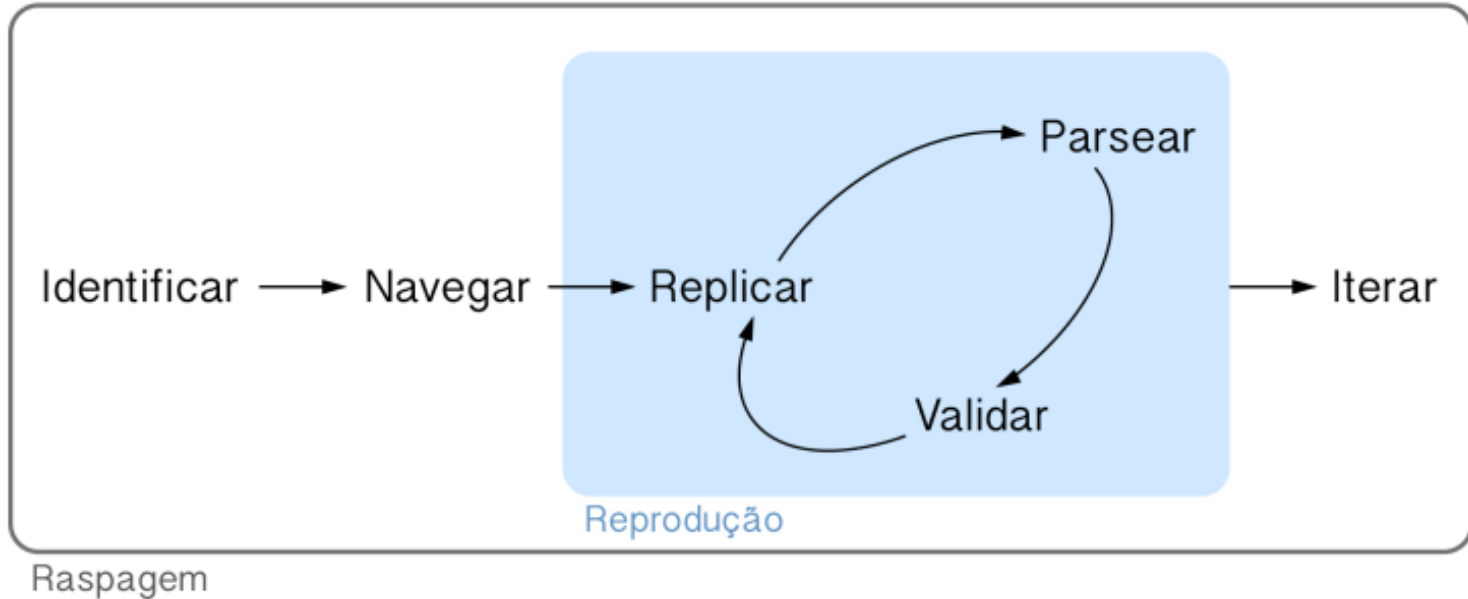 Parsear
Identificar
Navegar
Replicar
Iterar
Validar
Reprodução
Raspagem